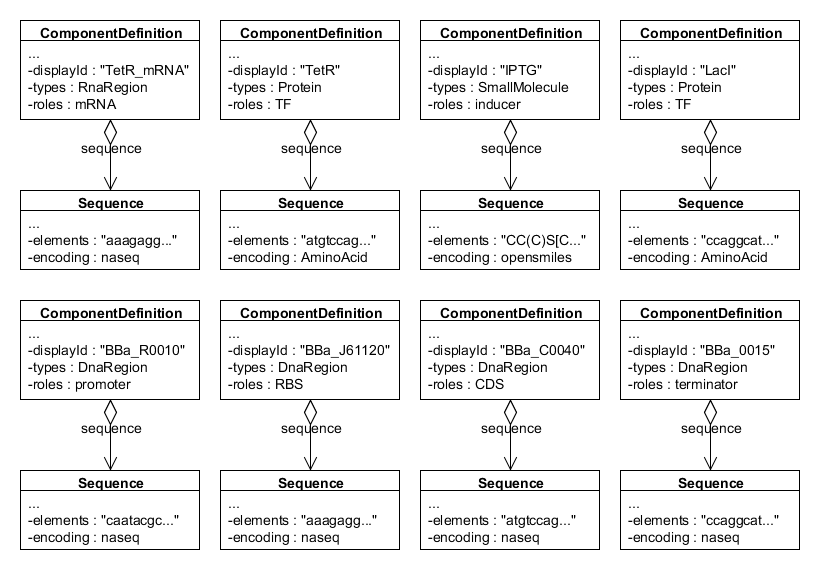 ComponentDefinition
...
-displayId : "TetR_mRNA"
-types : RnaRegion
-roles : mRNA
sequence
Sequence
...
-elements : "aaagagg..."
-encoding : naseq
ComponentDefinition
...
-displayId : "TetR"
-types : Protein
-roles : TF
sequence
Sequence
...
-elements : "atgtccag..."
-encoding : AminoAcid
ComponentDefinition
...
-displayId : "IPTG"
-types : SmallMolecule
-roles : inducer
sequence
Sequence
...
-elements : "CC(C)S[C..."
-encoding : opensmiles
ComponentDefinition
...
-displayId : "LacI"
-types : Protein
-roles : TF
sequence
Sequence
...
-elements : "ccaggcat..."
-encoding : AminoAcid
ComponentDefinition
...
-displayId : "BBa_R0010"
-types : DnaRegion
-roles : promoter
sequence
Sequence
...
-elements : "caatacgc..."
-encoding : naseq
ComponentDefinition
...
-displayId : "BBa_J61120"
-types : DnaRegion
-roles : RBS
sequence
Sequence
...
-elements : "aaagagg..."
-encoding : naseq
ComponentDefinition
...
-displayId : "BBa_C0040"
-types : DnaRegion
-roles : CDS
sequence
Sequence
...
-elements : "atgtccag..."
-encoding : naseq
ComponentDefinition
...
-displayId : "BBa_0015"
-types : DnaRegion
-roles : terminator
sequence
Sequence
...
-elements : "ccaggcat..."
-encoding : naseq